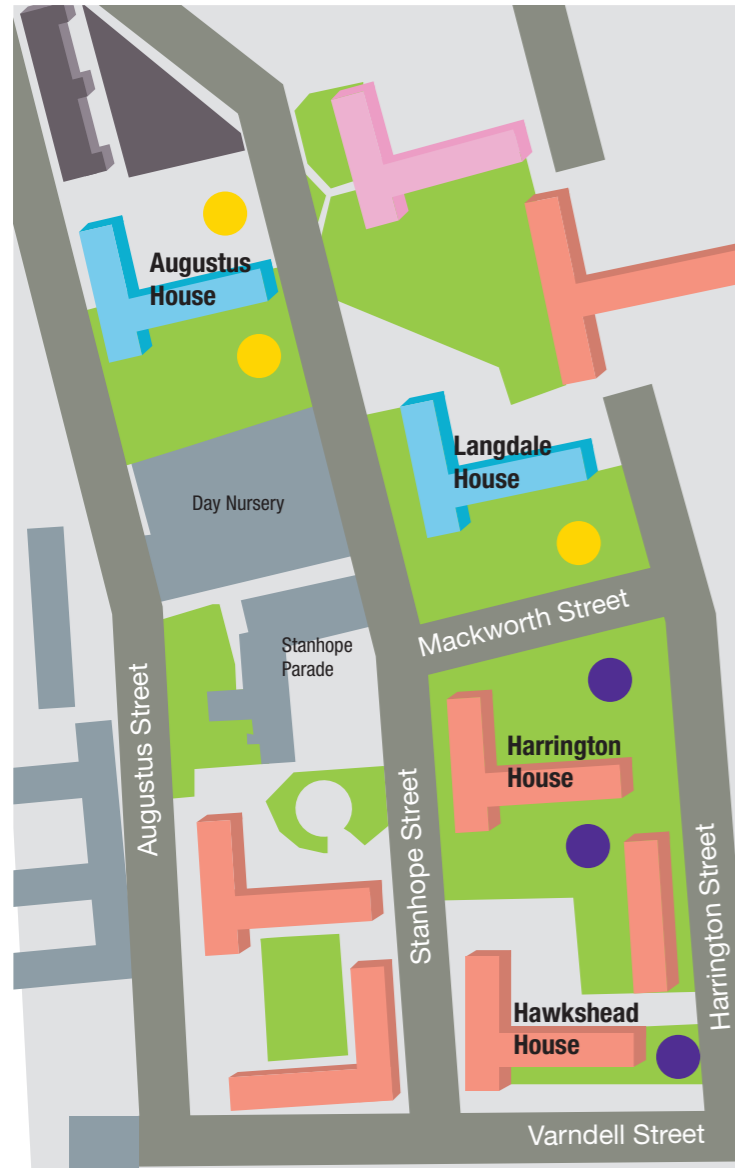 Augustus
House
Langdale
House
Day Nursery
Mackworth Street
Stanhope
Parade
Augustus Street
Harrington
House
Stanhope Street
Harrington Street
Hawkshead
House
Varndell Street